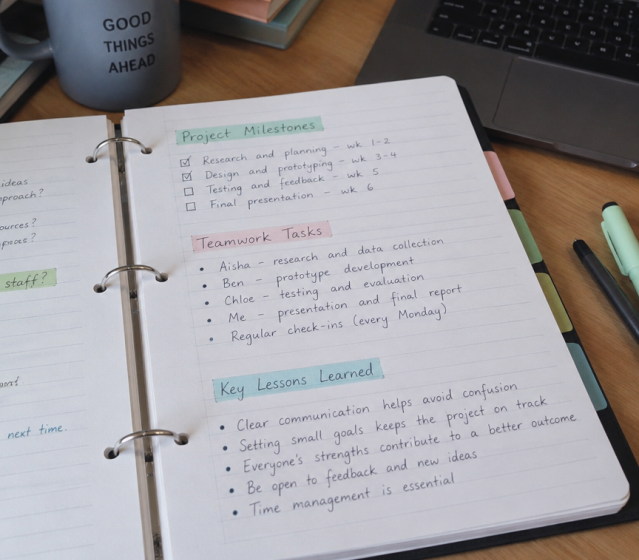 GOOD
THINGS
AHEAD
ideas
approach?
staff?
next time.
Project Milestones
☑ Research and planning – wk 1-2
☑ Design and prototyping – wk 3-4
☐ Testing and feedback – wk 5
☐ Final presentation – wk 6
Teamwork Tasks
• Aisha – research and data collection
• Ben – prototype development
• Chloe – testing and evaluation
• Me – presentation and final report
• Regular check-ins (every Monday)
Key Lessons Learned
• Clear communication helps avoid confusion
• Setting small goals keeps the project on track
• Everyone's strengths contribute to a better outcome
• Be open to feedback and new ideas
• Time management is essential